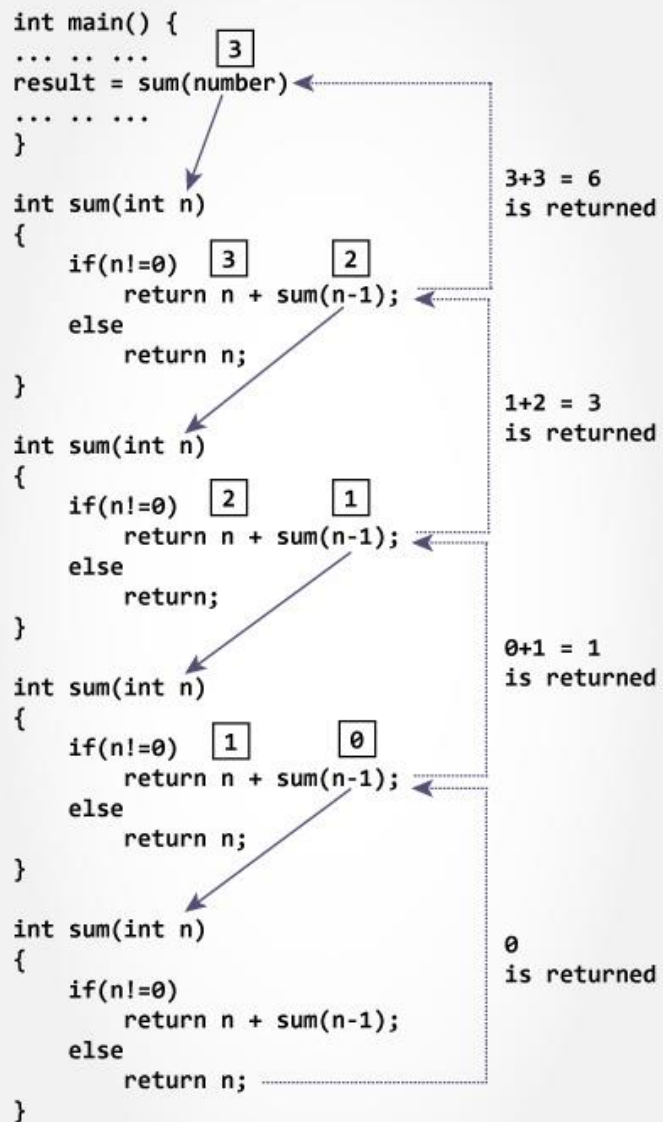 int main() {
... .. ...
3
result = sum(number)
... .. ...
}
3+3 = 6
is returned
int sum(int n)
{
if(n!=0)
3
2
return n + sum(n-1);
else
return n;
}
1+2 = 3
is returned
int sum(int n)
{
if(n!=0)
2
1
return n + sum(n-1);
else
return;
}
0+1 = 1
is returned
int sum(int n)
{
if(n!=0)
1
0
return n + sum(n-1);
else
return n;
}
0
is returned
int sum(int n)
{
if(n!=0)
return n + sum(n-1);
else
return n;
}